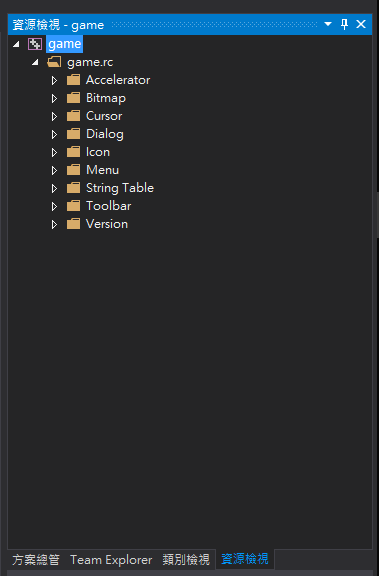 資源檢視 - game
game
game.rc
Accelerator
Bitmap
Cursor
Dialog
Icon
Menu
String Table
Toolbar
Version
方案總管 Team Explorer 類別檢視 資源檢視